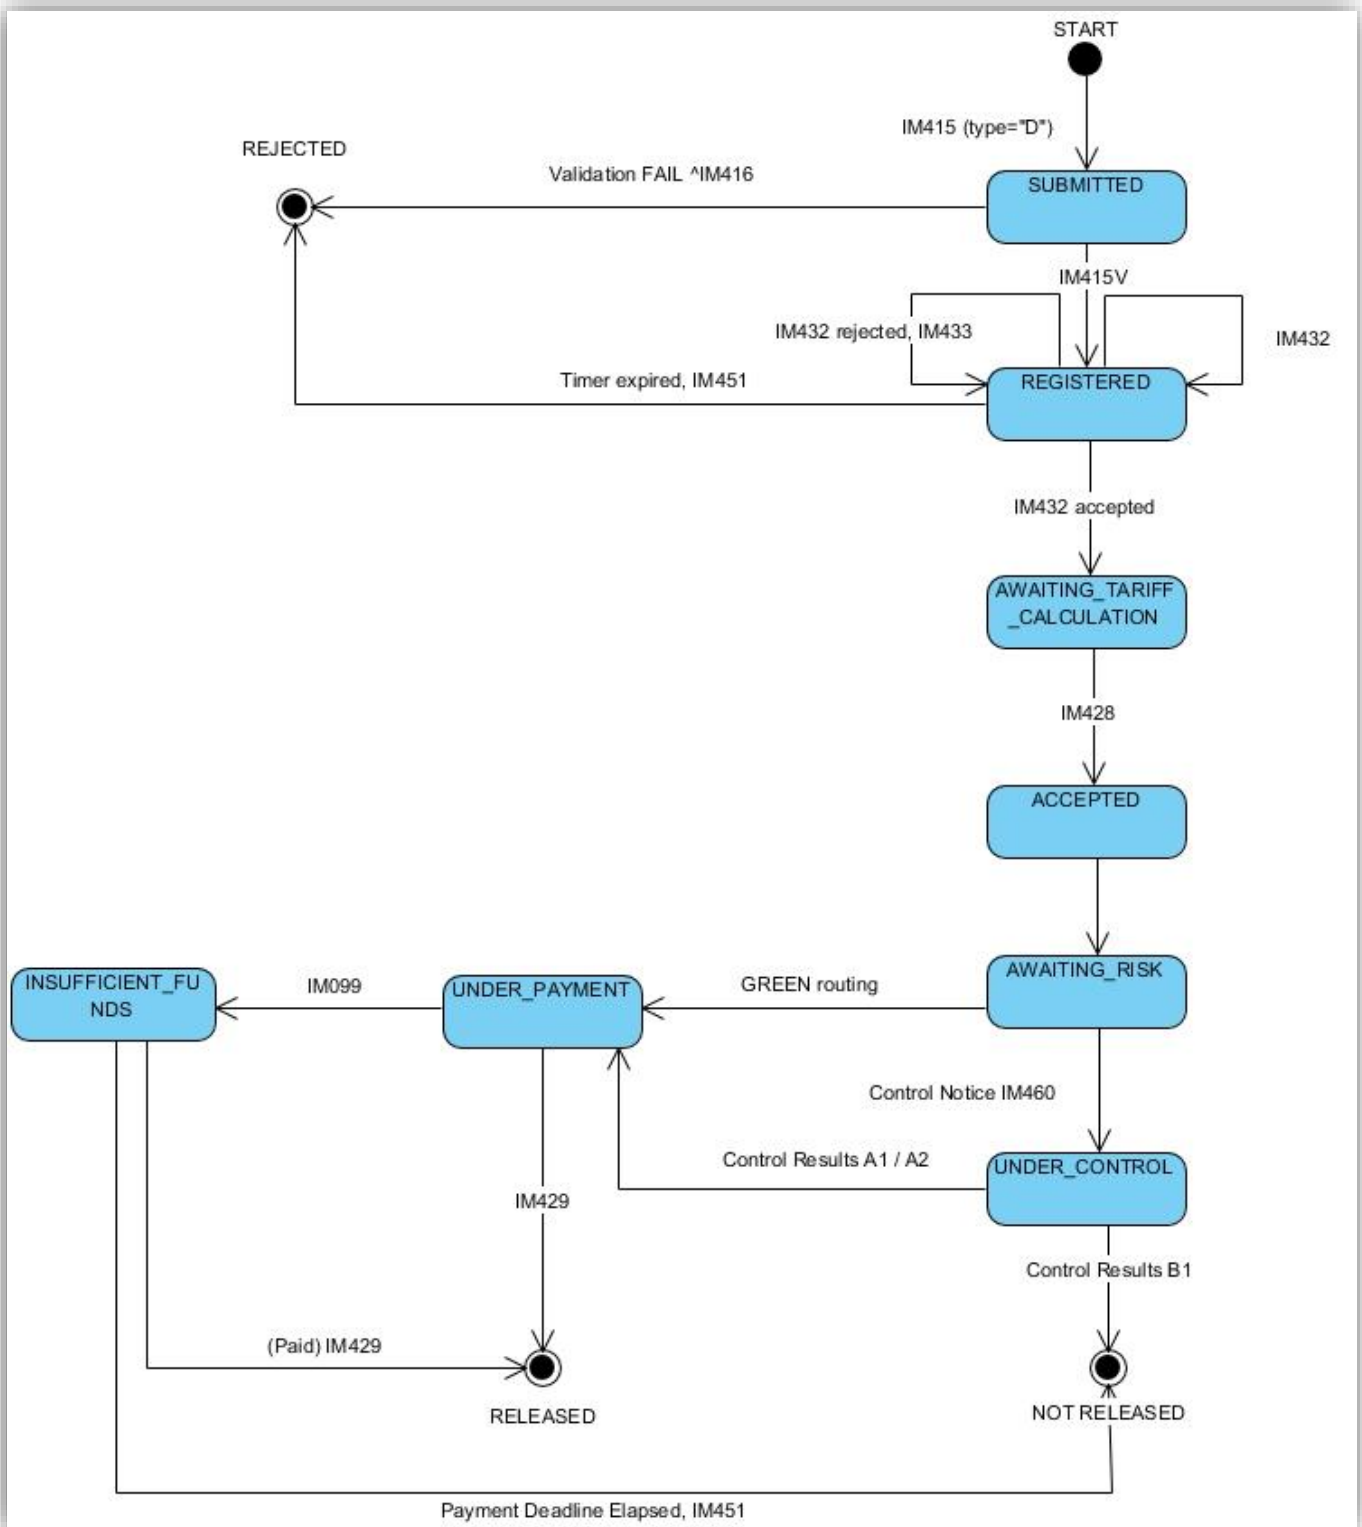 START
IM415 (type="D")
REJECTED
Validation FAIL ^IM416
SUBMITTED
IM415V
IM432 rejected, IM433
IM432
Timer expired, IM451
REGISTERED
IM432 accepted
AWAITING_TARIFF
_CALCULATION
IM428
ACCEPTED
AWAITING_RISK
GREEN routing
UNDER_PAYMENT
IM099
INSUFFICIENT_FU
NDS
Control Notice IM460
Control Results A1 / A2
UNDER_CONTROL
IM429
Control Results B1
(Paid) IM429
RELEASED
NOT RELEASED
Payment Deadline Elapsed, IM451